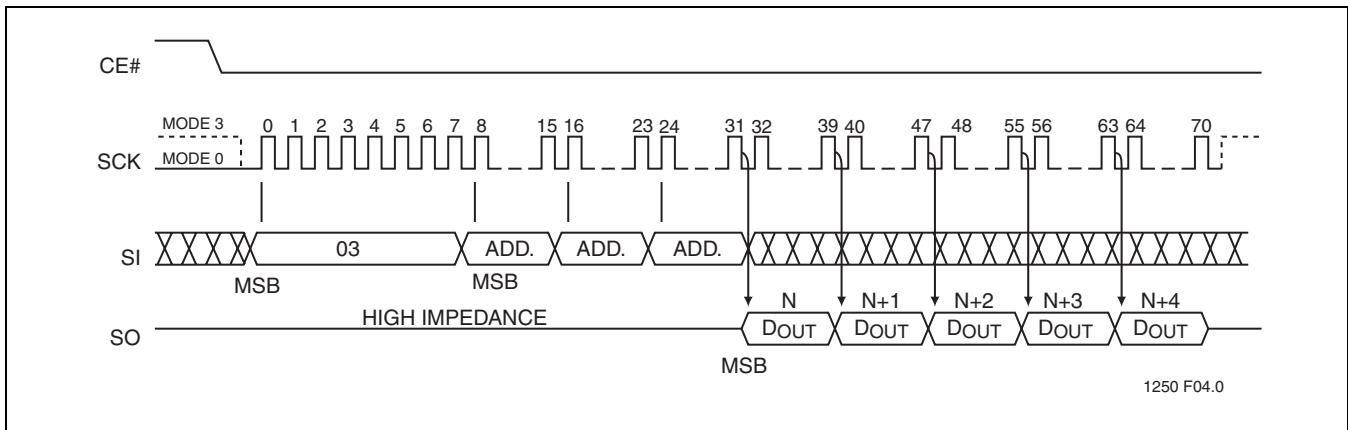 CE#
MODE 3
0 1 2 3 4 5 6 7 8 15 16 23 24 31 32 39 40 47 48 55 56 63 64 70
SCK
MODE 0
SI
03 ADD. ADD. ADD.
MSB MSB
HIGH IMPEDANCE
N N+1 N+2 N+3 N+4
SO
DOUT DOUT DOUT DOUT DOUT
MSB
1250 F04.0